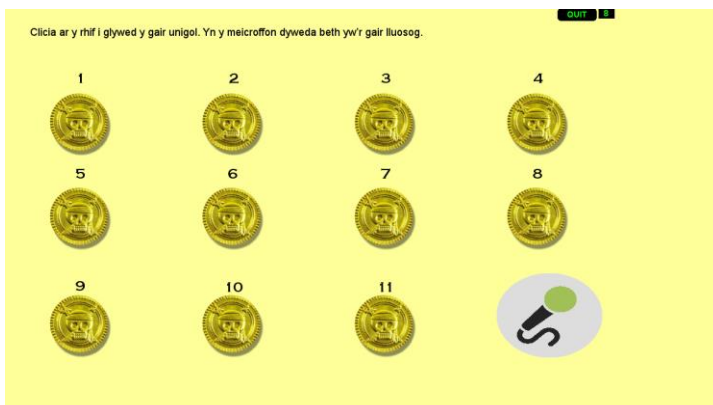 QUIT 8
Clicia ar y rhif i glywed y gair unigol. Yn y meicroffon dyweda beth yw'r gair lluosog.
1 2 3 4
5 6 7 8
9 10 11